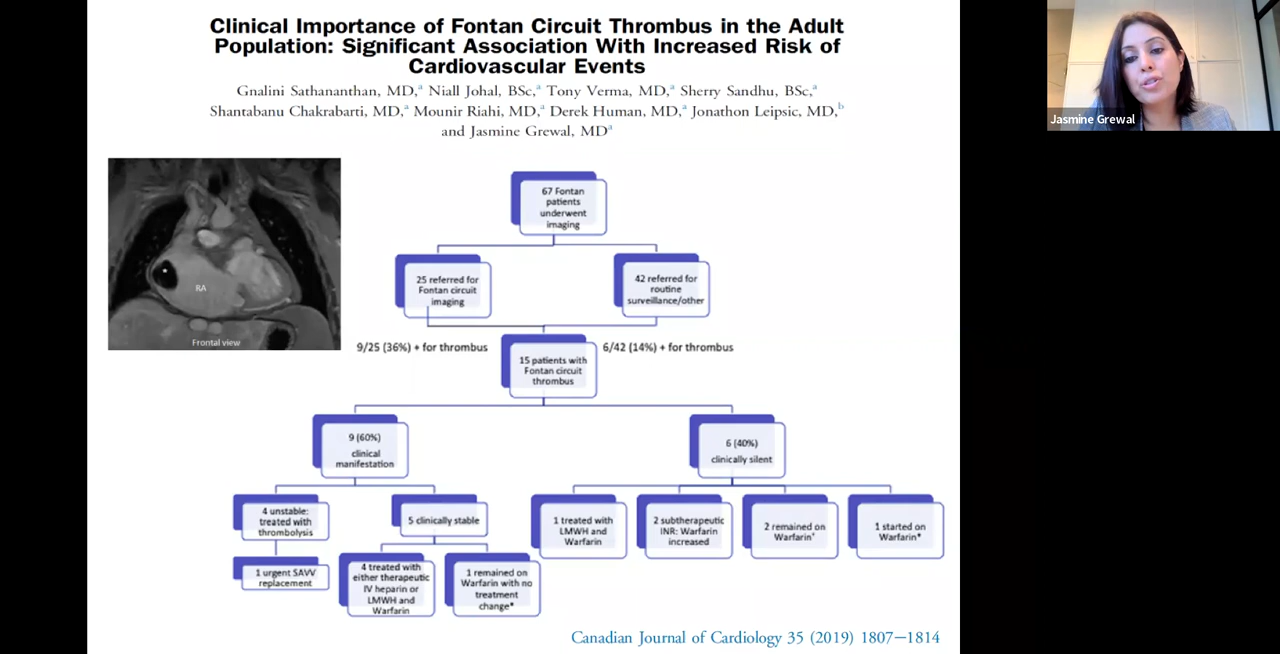 Clinical Importance of Fontan Circuit Thrombus in the Adult
Population: Significant Association With Increased Risk of
Cardiovascular Events
Gnalini Sathananthan, MD,ᵃ Niall Johal, BSc,ᵃ Tony Verma, MD,ᵃ Sherry Sandhu, BSc,ᵃ
Shantabanu Chakrabarti, MD,ᵃ Mounir Riahi, MD,ᵃ Derek Human, MD,ᵃ Jonathon Leipsic, MD,ᵇ
and Jasmine Grewal, MDᵃ
Jasmine Grewal
RA
Frontal view
67 Fontan
patients
underwent
imaging
25 referred for
Fontan circuit
imaging
42 referred for
routine
surveillance/other
9/25 (36%) + for thrombus
6/42 (14%) + for thrombus
15 patients with
Fontan circuit
thrombus
9 (60%)
clinical
manifestation
6 (40%)
clinically silent
4 unstable:
treated with
thrombolysis
5 clinically stable
1 treated with
LMWH and
Warfarin
2 subtherapeutic
INR: Warfarin
increased
2 remained on
Warfarin*
1 started on
Warfarin*
1 urgent SAVV
replacement
4 treated with
either therapeutic
IV heparin or
LMWH and
Warfarin
1 remained on
Warfarin with no
treatment
change*
Canadian Journal of Cardiology 35 (2019) 1807–1814